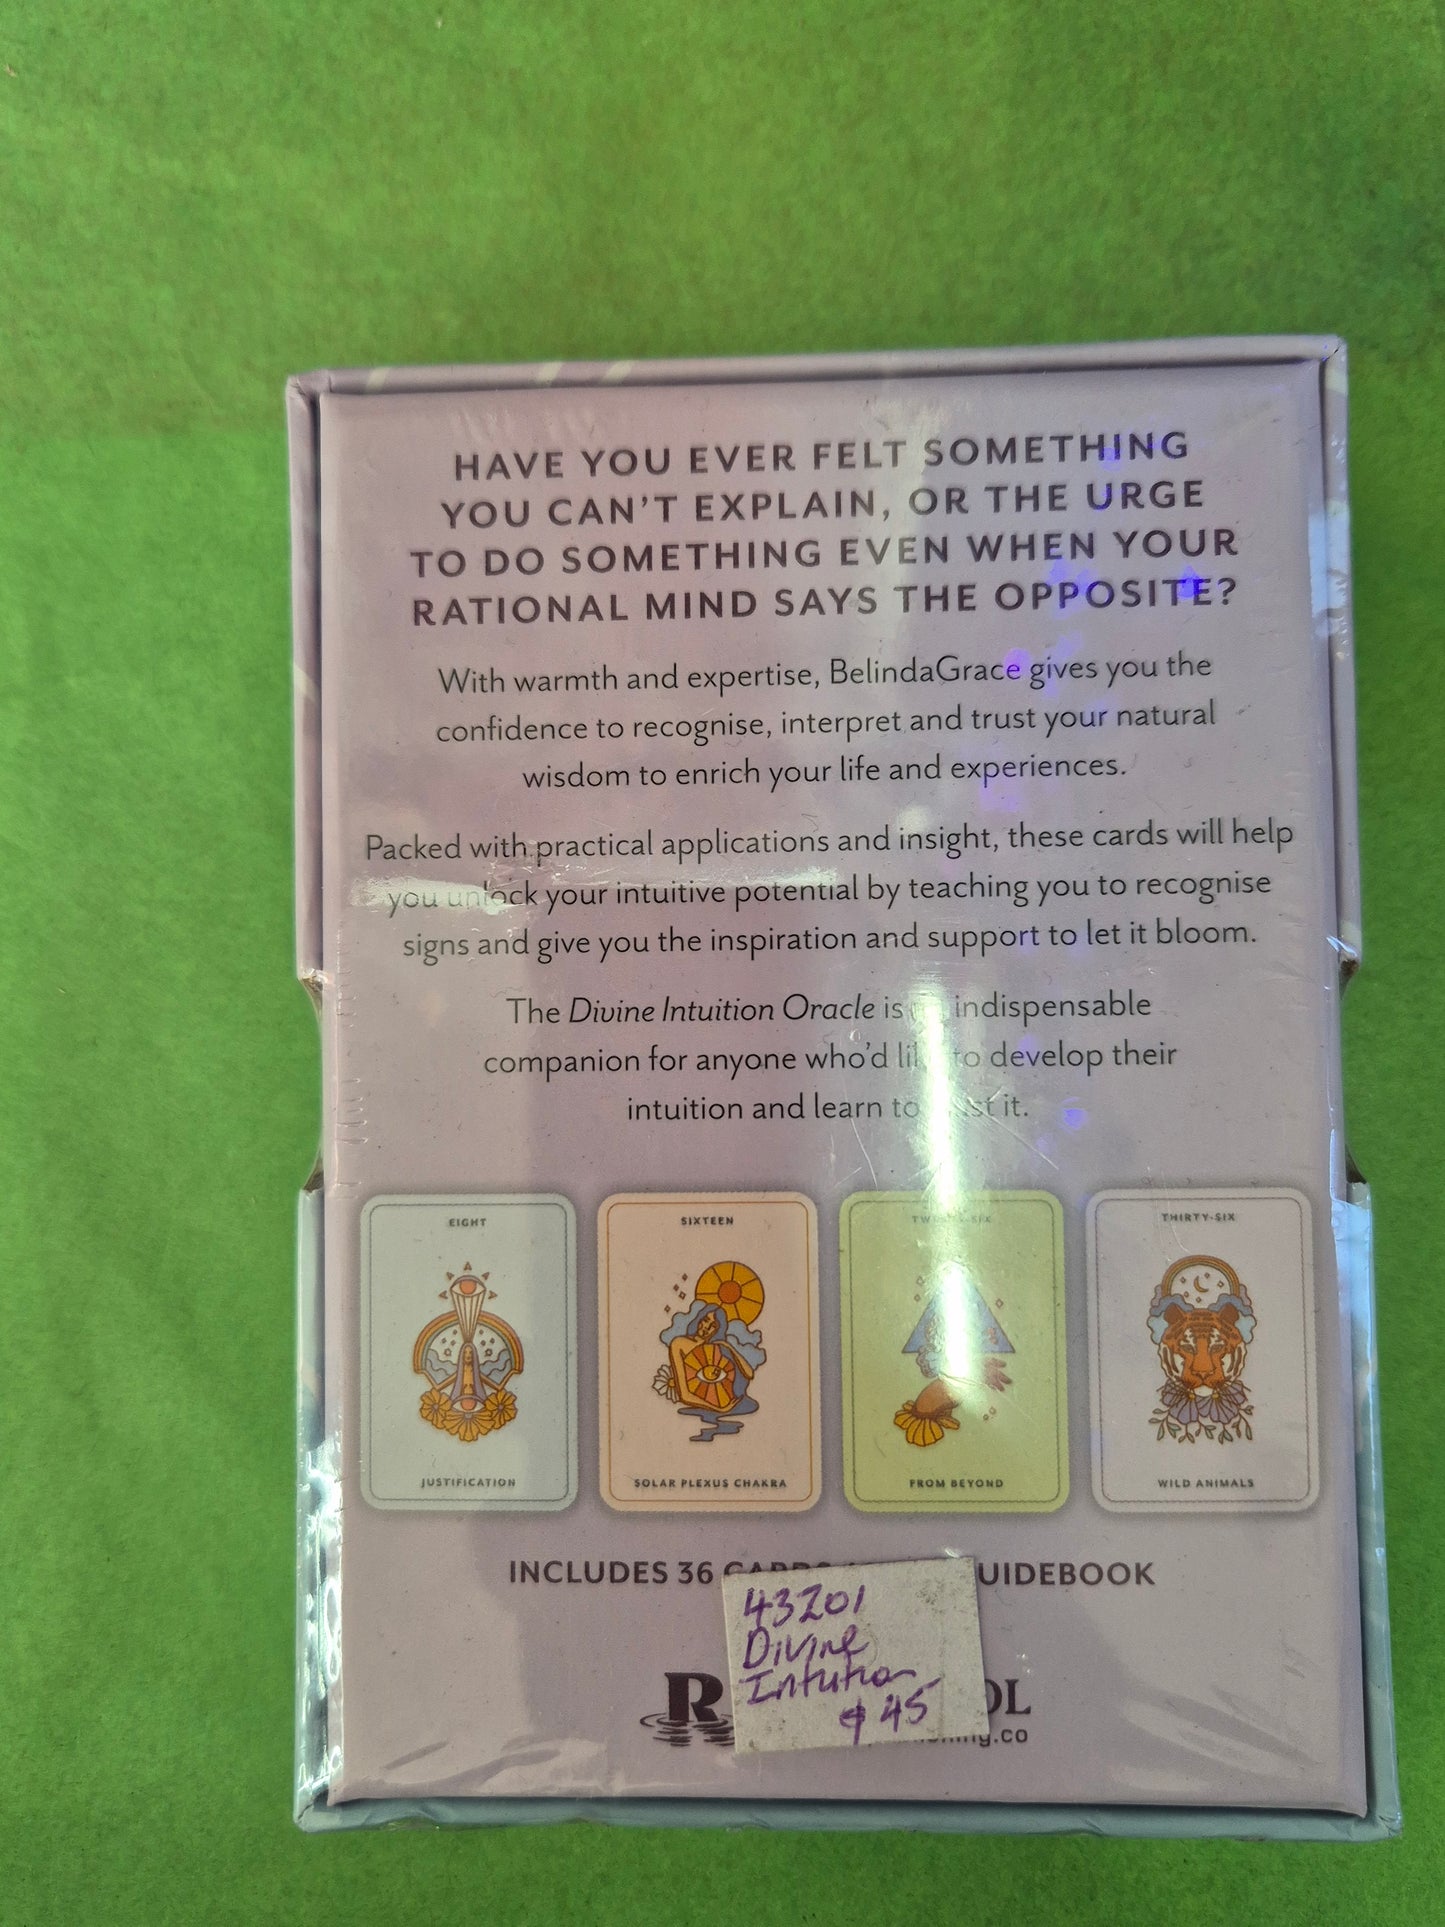 HAVE YOU EVER FELT SOMETHING
YOU CAN'T EXPLAIN, OR THE URGE
TO DO SOMETHING EVEN WHEN YOUR
RATIONAL MIND SAYS THE OPPOSITE?
With warmth and expertise, BelindaGrace gives you the
confidence to recognise, interpret and trust your natural
wisdom to enrich your life and experiences.
Packed with practical applications and insight, these cards will help
you unlock your intuitive potential by teaching you to recognise
signs and give you the inspiration and support to let it bloom.
The Divine Intuition Oracle is indispensable
companion for anyone who'd to develop their
intuition and learn to it.
EIGHT
JUSTIFICATION
SIXTEEN
SOLAR PLEXUS CHAKRA
FROM BEYOND
THIRTY-SIX
WILD ANIMALS
INCLUDES 36 CARDS
43201
Divine
Intution
$ 45